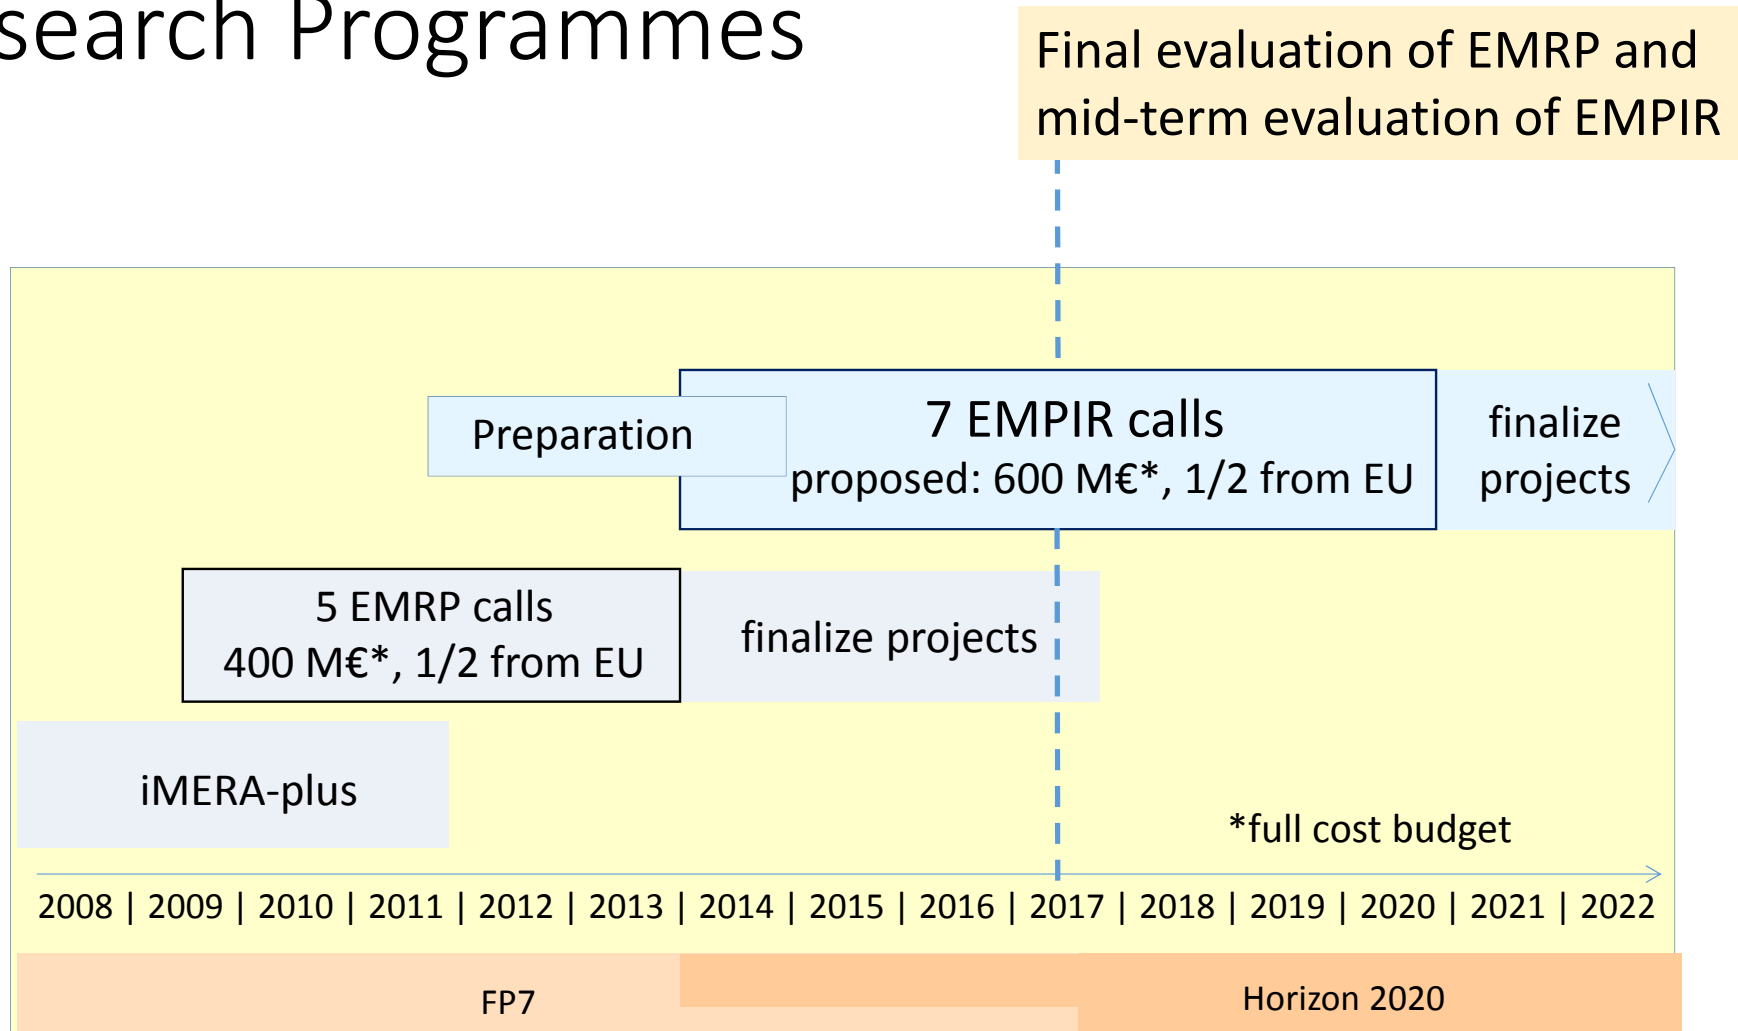 search Programmes
Final evaluation of EMRP and
mid-term evaluation of EMPIR
Preparation
7 EMPIR calls
proposed: 600 M€*, 1/2 from EU
finalize
projects
5 EMRP calls
400 M€*, 1/2 from EU
finalize projects
iMERA-plus
*full cost budget
2008 | 2009 | 2010 | 2011 | 2012 | 2013 | 2014 | 2015 | 2016 | 2017 | 2018 | 2019 | 2020 | 2021 | 2022
FP7
Horizon 2020